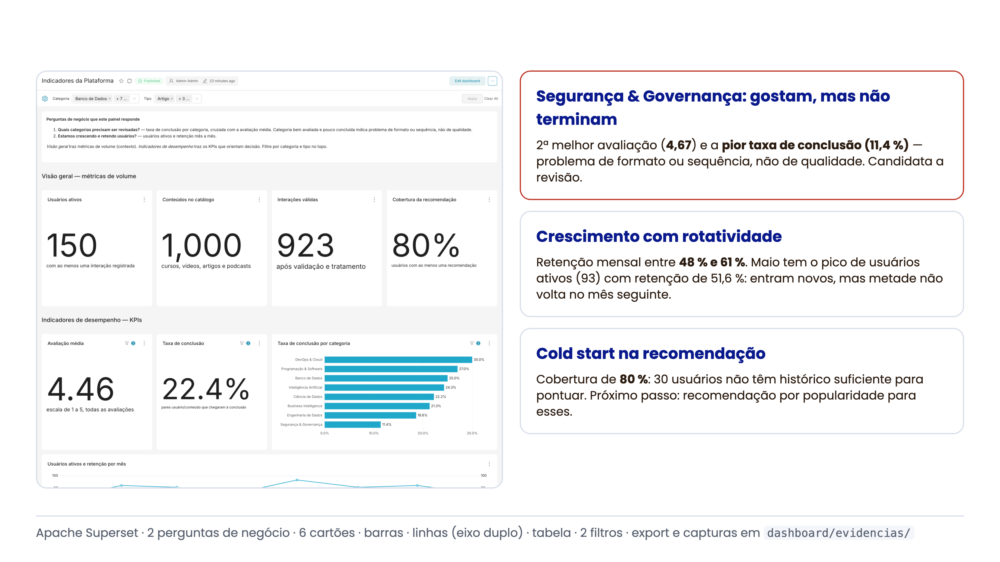 Indicadores da Plataforma
Published
Admin Admin
23 minutes ago
Edit dashboard
Categoria
Banco de Dados ×
+ 7 ...
Tipo
Artigo ×
+ 3 ...
Apply
Clear All
Perguntas de negócio que este painel responde
1. Quais categorias precisam ser revisadas? — taxa de conclusão por categoria, cruzada com a avaliação média. Categoria bem avaliada e pouco concluída indica problema de formato ou sequência, não de qualidade.
2. Estamos crescendo e retendo usuários? — usuários ativos e retenção mês a mês.
Visão geral traz métricas de volume (contexto). Indicadores de desempenho traz os KPIs que orientam decisão. Filtre por categoria e tipo no topo.
Visão geral — métricas de volume
Usuários ativos
150
com ao menos uma interação registrada
Conteúdos no catálogo
1,000
cursos, vídeos, artigos e podcasts
Interações válidas
923
após validação e tratamento
Cobertura da recomendação
80%
usuários com ao menos uma recomendação
Indicadores de desempenho — KPIs
Avaliação média
2
4.46
escala de 1 a 5, todas as avaliações
Taxa de conclusão
2
22.4%
pares usuário/conteúdo que chegaram à conclusão
Taxa de conclusão por categoria
2
DevOps & Cloud 30.0%
Programação & Software 27.0%
Banco de Dados 25.0%
Inteligência Artificial 24.3%
Ciência de Dados 22.2%
Business Intelligence 21.3%
Engenharia de Dados 18.6%
Segurança & Governança 11.4%
0.0% 10.0% 20.0% 30.0%
Usuários ativos e retenção por mês
100 100
Segurança & Governança: gostam, mas não
terminam
2ª melhor avaliação (4,67) e a pior taxa de conclusão (11,4 %) —
problema de formato ou sequência, não de qualidade. Candidata a
revisão.
Crescimento com rotatividade
Retenção mensal entre 48 % e 61 %. Maio tem o pico de usuários
ativos (93) com retenção de 51,6 %: entram novos, mas metade não
volta no mês seguinte.
Cold start na recomendação
Cobertura de 80 %: 30 usuários não têm histórico suficiente para
pontuar. Próximo passo: recomendação por popularidade para
esses.
Apache Superset · 2 perguntas de negócio · 6 cartões · barras · linhas (eixo duplo) · tabela · 2 filtros · export e capturas em dashboard/evidencias/